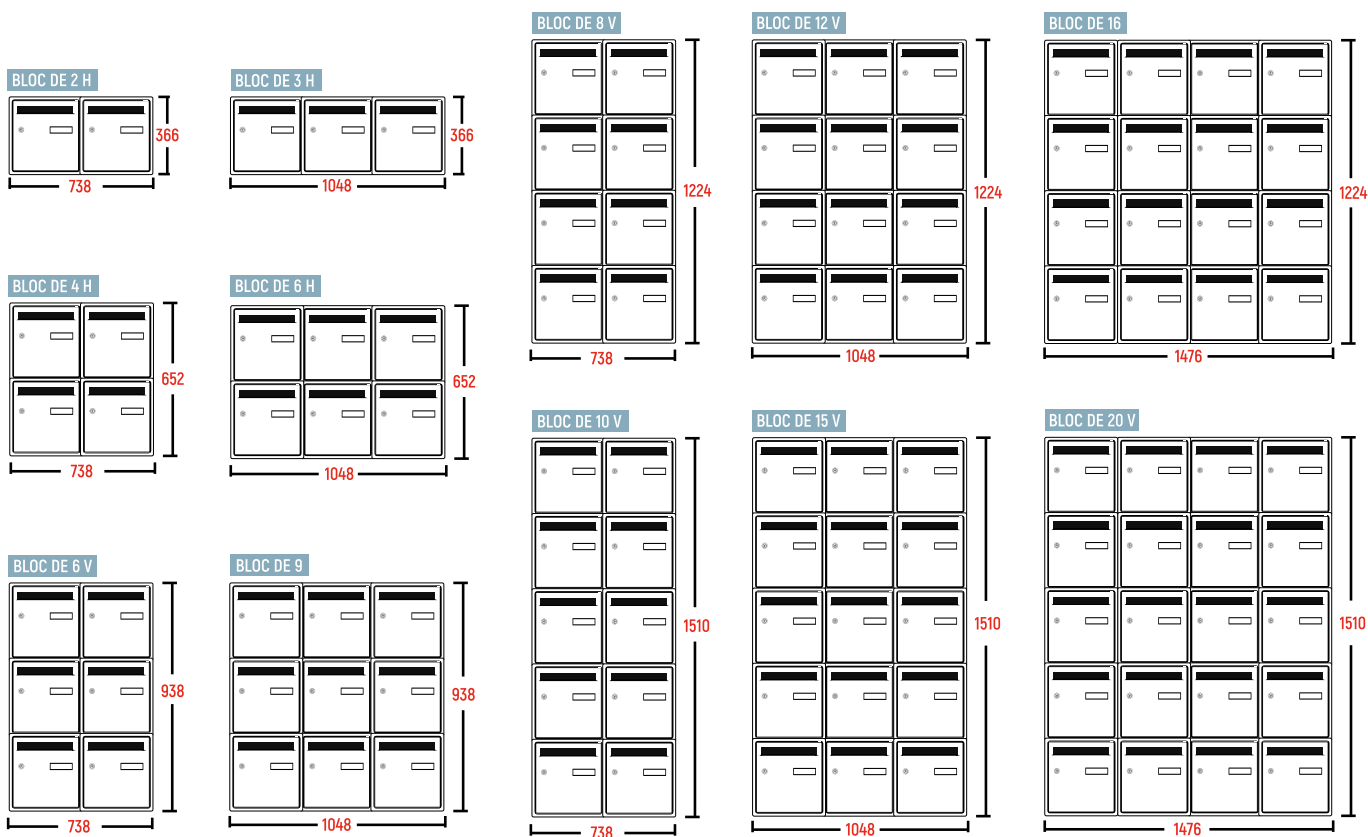 BLOC DE 2 H
366
738
BLOC DE 3 H
366
1048
BLOC DE 8 V
1224
738
BLOC DE 12 V
1224
1048
BLOC DE 16
1224
1476
BLOC DE 4 H
652
738
BLOC DE 6 H
652
1048
BLOC DE 10 V
1510
738
BLOC DE 15 V
1510
1048
BLOC DE 20 V
1510
1476
BLOC DE 6 V
938
738
BLOC DE 9
938
1048